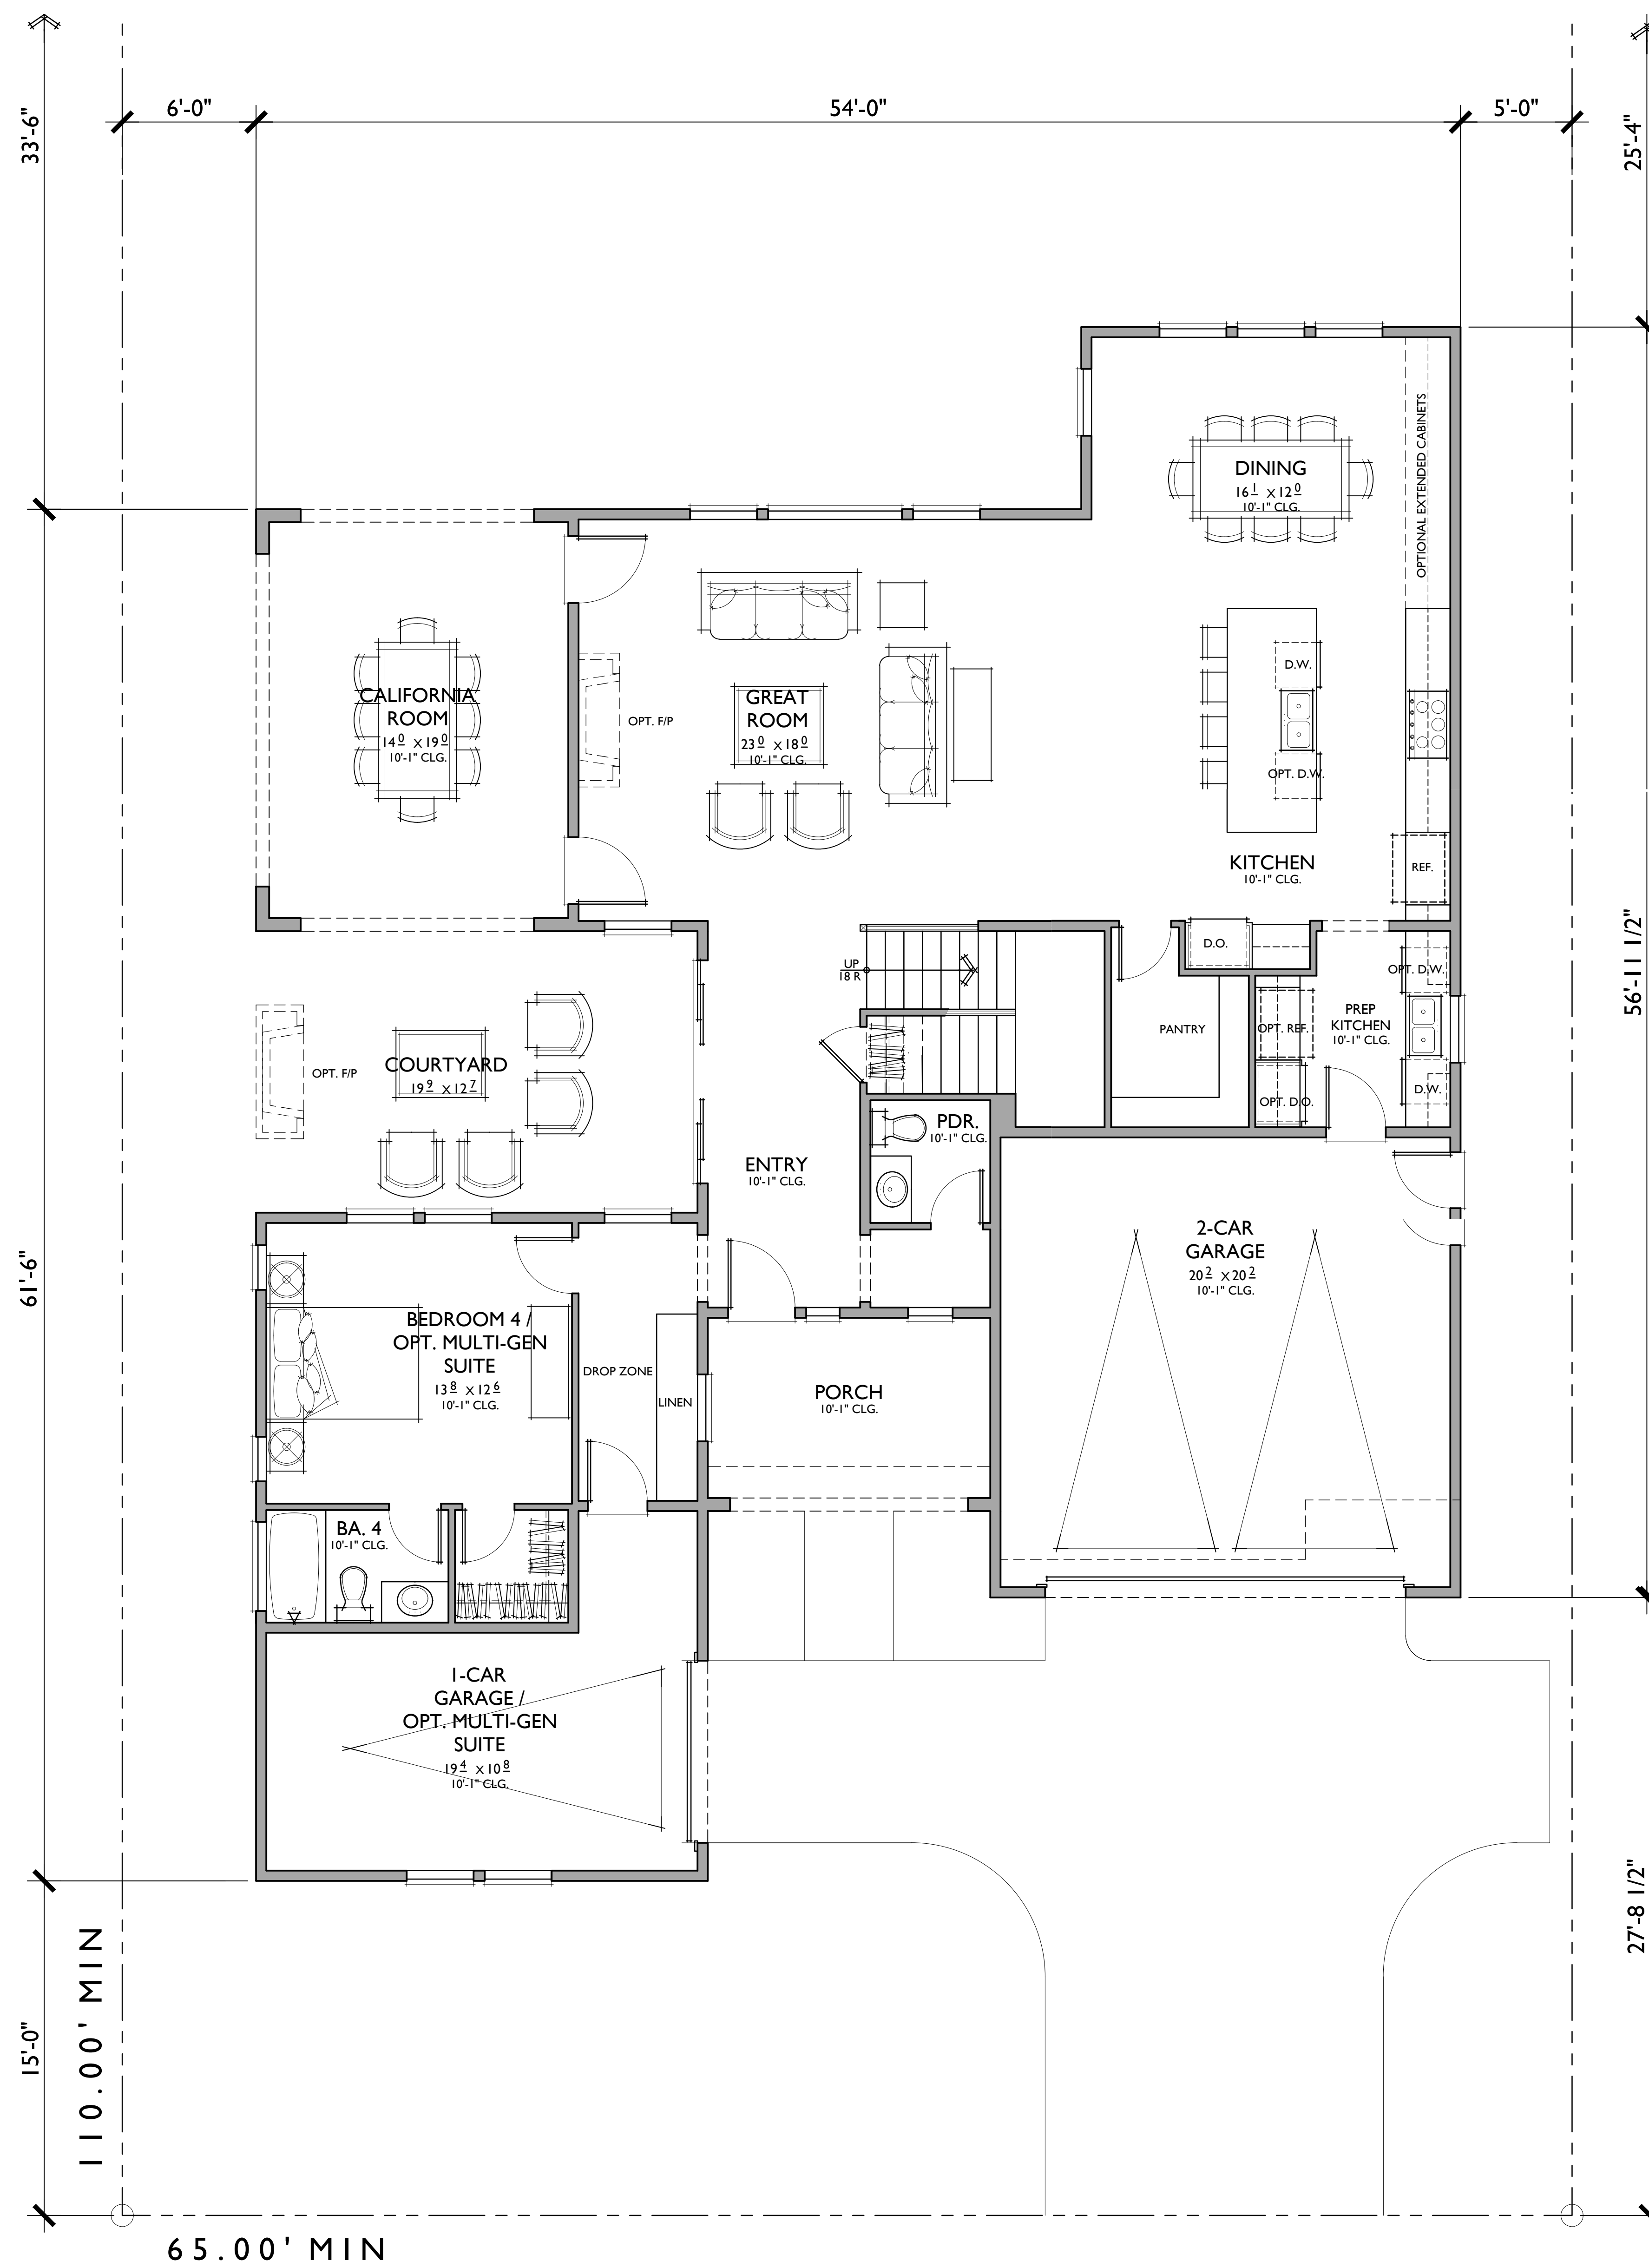 6'-0"
54'-0"
5'-0"
33'-6"
25'-4"
OPTIONAL EXTENDED CABINETS
DINING
16 1 X 12 0
10'-1" CLG.
CALIFORNIA
ROOM
14 0 X 19 0
10'-1" CLG.
OPT. F/P
GREAT
ROOM
23 0 X 18 0
10'-1" CLG.
D.W.
OPT. D.W.
KITCHEN
10'-1" CLG.
REF.
D.O.
UP
18 R
OPT. D.W.
56'-11 1/2"
PANTRY
OPT. REF.
PREP
KITCHEN
10'-1" CLG.
D.W.
OPT. D.O.
OPT. F/P
COURTYARD
19 9 X 12 7
PDR.
10'-1" CLG.
ENTRY
10'-1" CLG.
2-CAR
GARAGE
20 2 X 20 2
10'-1" CLG.
61'-6"
BEDROOM 4 /
OPT. MULTI-GEN
SUITE
13 8 X 12 6
10'-1" CLG.
DROP ZONE
LINEN
PORCH
10'-1" CLG.
BA. 4
10'-1" CLG.
1-CAR
GARAGE /
OPT. MULTI-GEN
SUITE
19 4 X 10 8
10'-1" CLG.
27'-8 1/2"
15'-0"
110.00' MIN
65.00' MIN